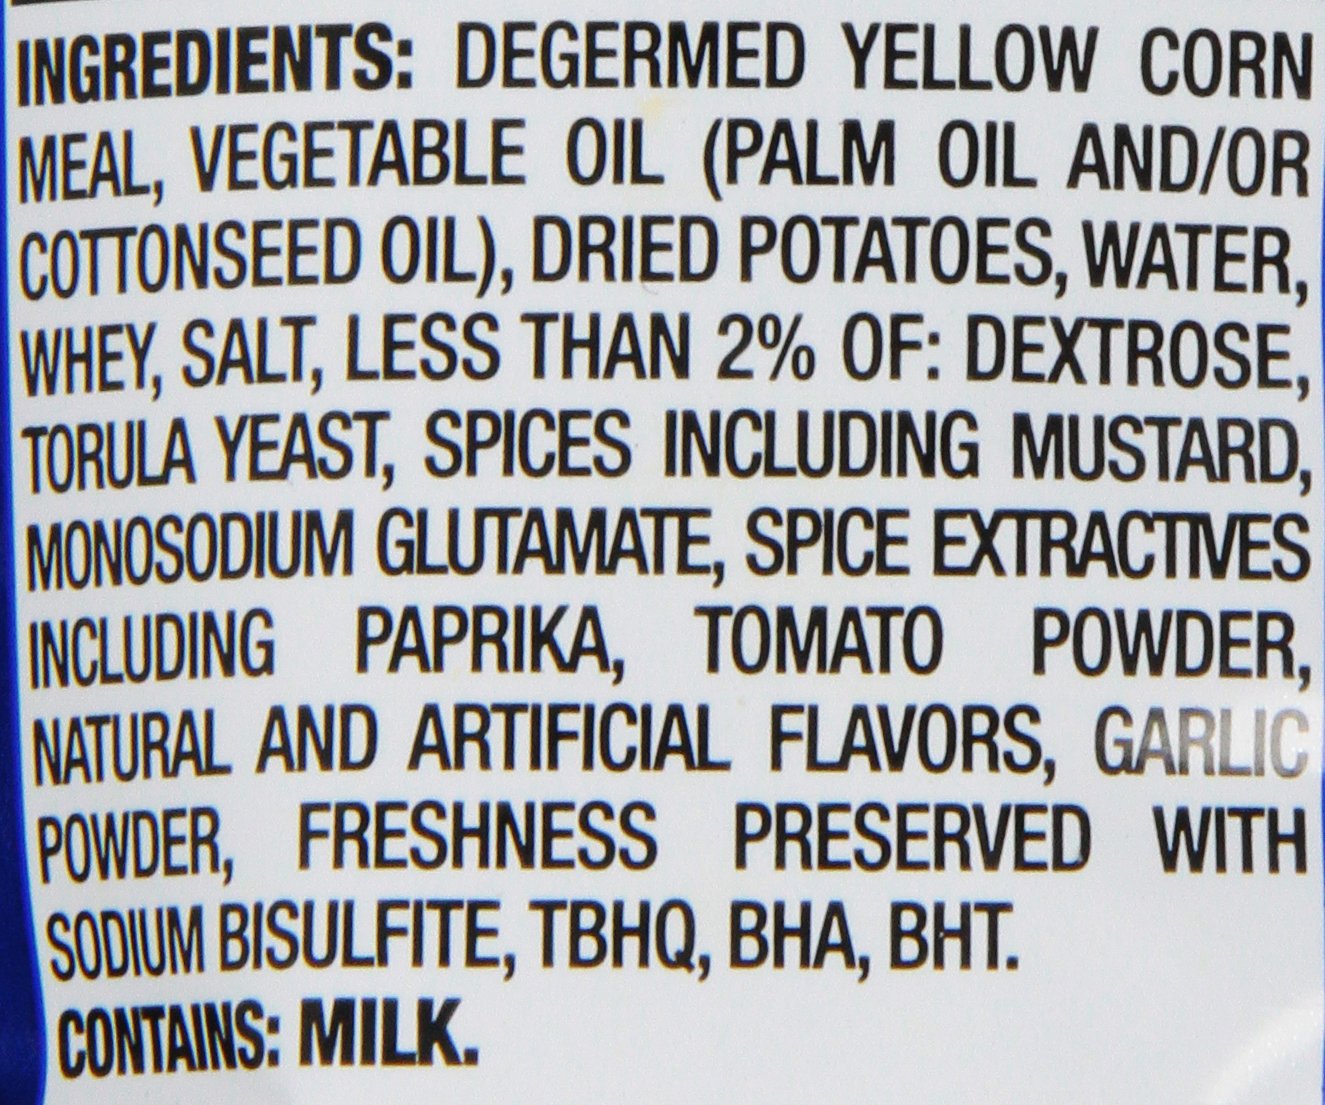 INGREDIENTS: DEGERMED YELLOW CORN
MEAL, VEGETABLE OIL (PALM OIL AND/OR
COTTONSEED OIL), DRIED POTATOES, WATER,
WHEY, SALT, LESS THAN 2% OF: DEXTROSE,
TORULA YEAST, SPICES INCLUDING MUSTARD,
MONOSODIUM GLUTAMATE, SPICE EXTRACTIVES
INCLUDING PAPRIKA, TOMATO POWDER,
NATURAL AND ARTIFICIAL FLAVORS, GARLIC
POWDER, FRESHNESS PRESERVED WITH
SODIUM BISULFITE, TBHQ, BHA, BHT.
CONTAINS: MILK.